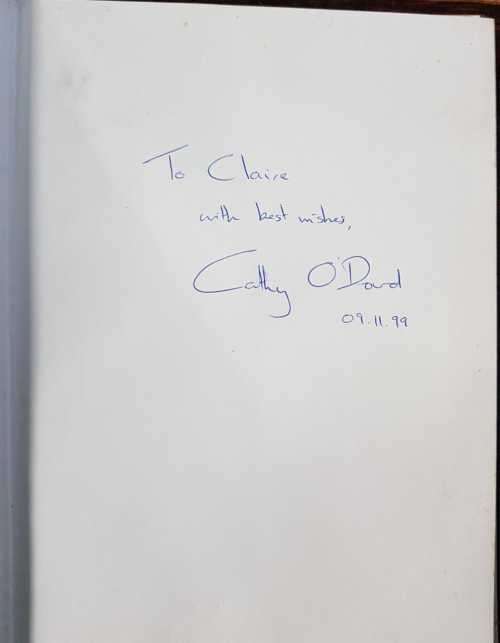 To Claire
with best wishes,
Cathy O'Dowd
09.11.99